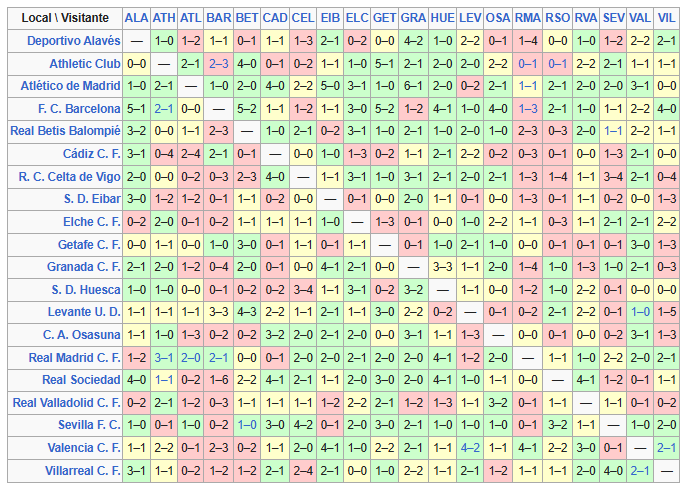 Local \ Visitante ALA ATH ATL BAR BET CAD CEL EIB ELC GET GRA HUE LEV OSA RMA RSO RVA SEV VAL VIL
Deportivo Alavés — 1–0 1–2 1–1 0–1 1–1 1–3 2–1 0–2 0–0 4–2 1–0 2–2 0–1 1–4 0–0 1–0 1–2 2–2 2–1
Athletic Club 0–0 — 2–1 2–3 4–0 0–1 0–2 1–1 1–0 5–1 2–1 2–0 2–0 2–2 0–1 0–1 2–2 2–1 1–1 1–1
Atlético de Madrid 1–0 2–1 — 1–0 2–0 4–0 2–2 5–0 3–1 1–0 6–1 2–0 0–2 2–1 1–1 2–1 2–0 2–0 3–1 0–0
F. C. Barcelona 5–1 2–1 0–0 — 5–2 1–1 1–2 1–1 3–0 5–2 1–2 4–1 1–0 4–0 1–3 2–1 1–0 1–1 2–2 4–0
Real Betis Balompié 3–2 0–0 1–1 2–3 — 1–0 2–1 0–2 3–1 1–0 2–1 1–0 2–0 1–0 2–3 0–3 2–0 1–1 2–2 1–1
Cádiz C. F. 3–1 0–4 2–4 2–1 0–1 — 0–0 1–0 1–3 0–2 1–1 2–1 2–2 0–2 0–3 0–1 0–0 1–3 2–1 0–0
R. C. Celta de Vigo 2–0 0–0 0–2 0–3 2–3 4–0 — 1–1 3–1 1–0 3–1 2–1 2–0 2–1 1–3 1–4 1–1 3–4 2–1 0–4
S. D. Eibar 3–0 1–2 1–2 0–1 1–1 0–2 0–0 — 0–1 0–0 2–0 1–1 0–1 0–0 1–3 0–1 1–1 0–2 0–0 1–3
Elche C. F. 0–2 2–0 0–1 0–2 1–1 1–1 1–1 1–0 — 1–3 0–1 0–0 1–0 2–2 1–1 0–3 1–1 2–1 2–1 2–2
Getafe C. F. 0–0 1–1 0–0 1–0 3–0 0–1 1–1 0–1 1–1 — 0–1 1–0 2–1 1–0 0–0 0–1 0–1 0–1 3–0 1–3
Granada C. F. 2–1 2–0 1–2 0–4 2–0 0–1 0–0 4–1 2–1 0–0 — 3–3 1–1 2–0 1–4 1–0 1–3 1–0 2–1 0–3
S. D. Huesca 1–0 1–0 0–0 0–1 0–2 0–2 3–4 1–1 3–1 0–2 3–2 — 1–1 0–0 1–2 1–0 2–2 0–1 0–0 0–0
Levante U. D. 1–1 1–1 1–1 3–3 4–3 2–2 1–1 2–1 1–1 3–0 2–2 0–2 — 0–1 0–2 2–1 2–2 0–1 1–0 1–5
C. A. Osasuna 1–1 1–0 1–3 0–2 0–2 3–2 2–0 2–1 2–0 0–0 3–1 1–1 1–3 — 0–0 0–1 0–0 0–2 3–1 1–3
Real Madrid C. F. 1–2 3–1 2–0 2–1 0–0 0–1 2–0 2–0 2–1 2–0 2–0 4–1 1–2 2–0 — 1–1 1–0 2–2 2–0 2–1
Real Sociedad 4–0 1–1 0–2 1–6 2–2 4–1 2–1 1–1 2–0 3–0 2–0 4–1 1–0 1–1 0–0 — 4–1 1–2 0–1 1–1
Real Valladolid C. F. 0–2 2–1 1–2 0–3 1–1 1–1 1–1 1–2 2–2 2–1 1–2 1–3 1–1 3–2 0–1 1–1 — 1–1 0–1 0–2
Sevilla F. C. 1–0 0–1 1–0 0–2 1–0 3–0 4–2 0–1 2–0 3–0 2–1 1–0 1–0 1–0 0–1 3–2 1–1 — 1–0 2–0
Valencia C. F. 1–1 2–2 0–1 2–3 0–2 1–1 2–0 4–1 1–0 2–2 2–1 1–1 4–2 1–1 4–1 2–2 3–0 0–1 — 2–1
Villarreal C. F. 3–1 1–1 0–2 1–2 1–2 2–1 2–4 2–1 0–0 1–0 2–2 1–1 2–1 1–2 1–1 1–1 2–0 4–0 2–1 —